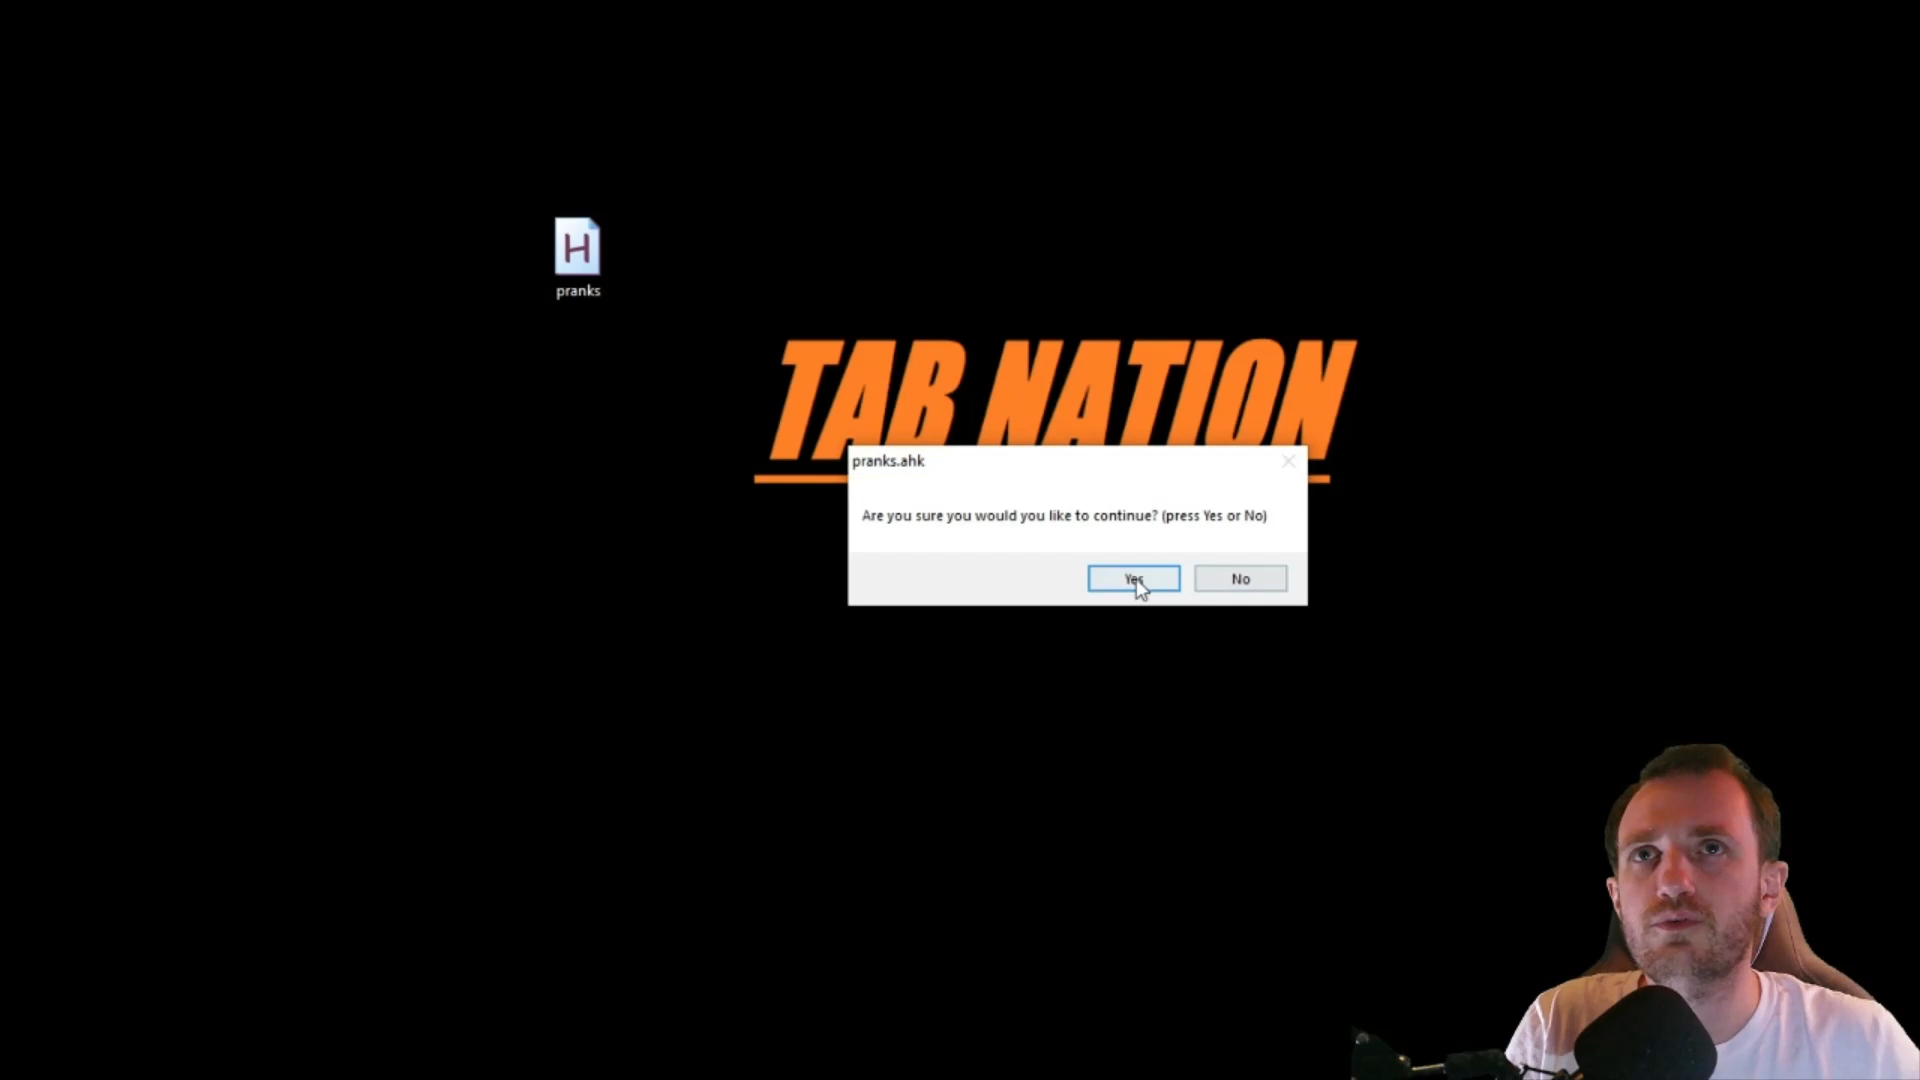 H
pranks
TAB NATION
pranks.ahk
Are you sure you would you like to continue? (press Yes or No)
Yes
No